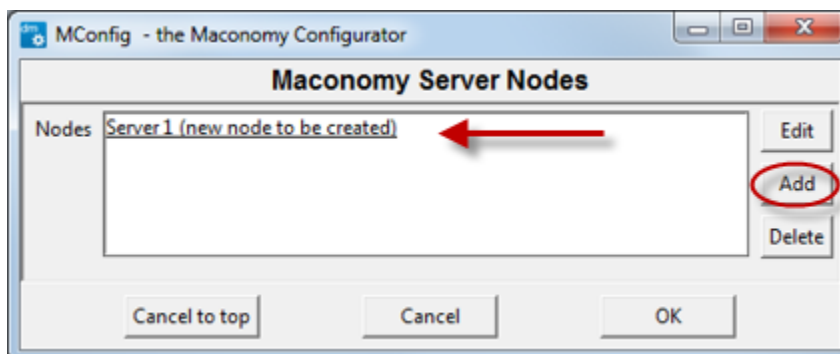 dm MConfig - the Maconomy Configurator
Maconomy Server Nodes
Nodes Server 1 (new node to be created) Edit
Add
Delete
Cancel to top Cancel OK